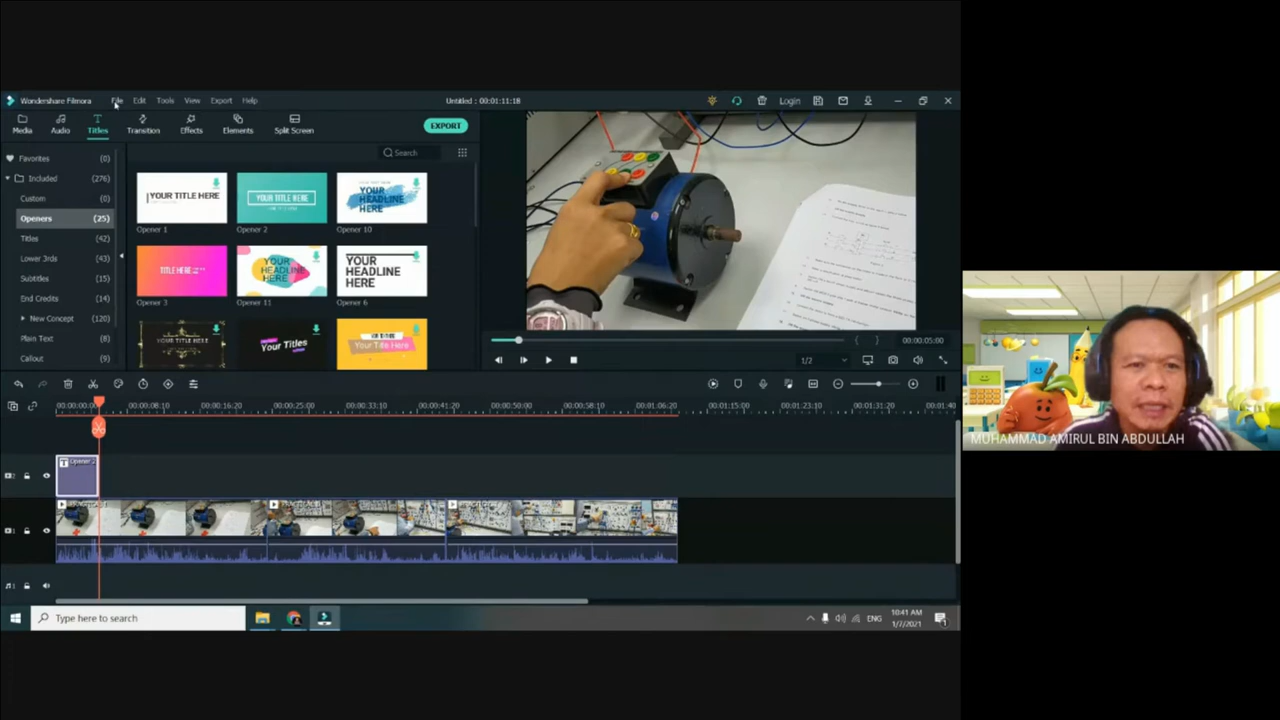 Wondershare Filmora File Edit Tools View Export Help Untitled : 00:01:11:18 Login
Media Audio Titles Transition Effects Elements Split Screen EXPORT
Favorites (0)
Search
Included (276)
Custom (0)
Openers (25)
Titles (42)
Lower 3rds (43)
Subtitles (15)
End Credits (14)
New Concept (120)
Plain Text (8)
Callout (9)
YOUR TITLE HERE
Opener 1
YOUR TITLE HERE
Opener 2
YOUR
HEADLINE
HERE
Opener 10
TITLE HERE
Opener 3
YOUR
HEADLINE
HERE
Opener 11
YOUR
HEADLINE
HERE
Opener 6
YOUR TITLE HERE
Your Titles
Your Title Here
00:00:05:00
1/2
00:00:00:00 00:00:08:10 00:00:16:20 00:00:25:00 00:00:33:10 00:00:41:20 00:00:50:00 00:00:58:10 00:01:06:20 00:01:15:00 00:01:23:10 00:01:31:20 00:01:40
Opener 2
MUHAMMAD AMIRUL BIN ABDULLAH
Type here to search
ENG
10:41 AM
1/7/2021